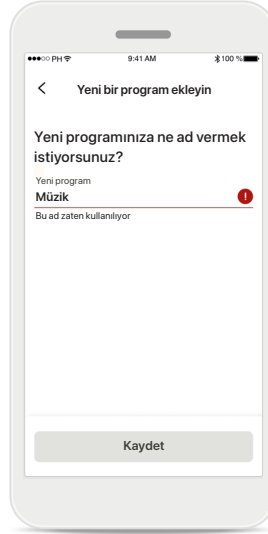 ●●●○○ PH 9:41 AM 100 %
Yeni bir program ekleyin
Yeni programınıza ne ad vermek
istiyorsunuz?
Yeni program
Müzik
!
Bu ad zaten kullanılıyor
Kaydet